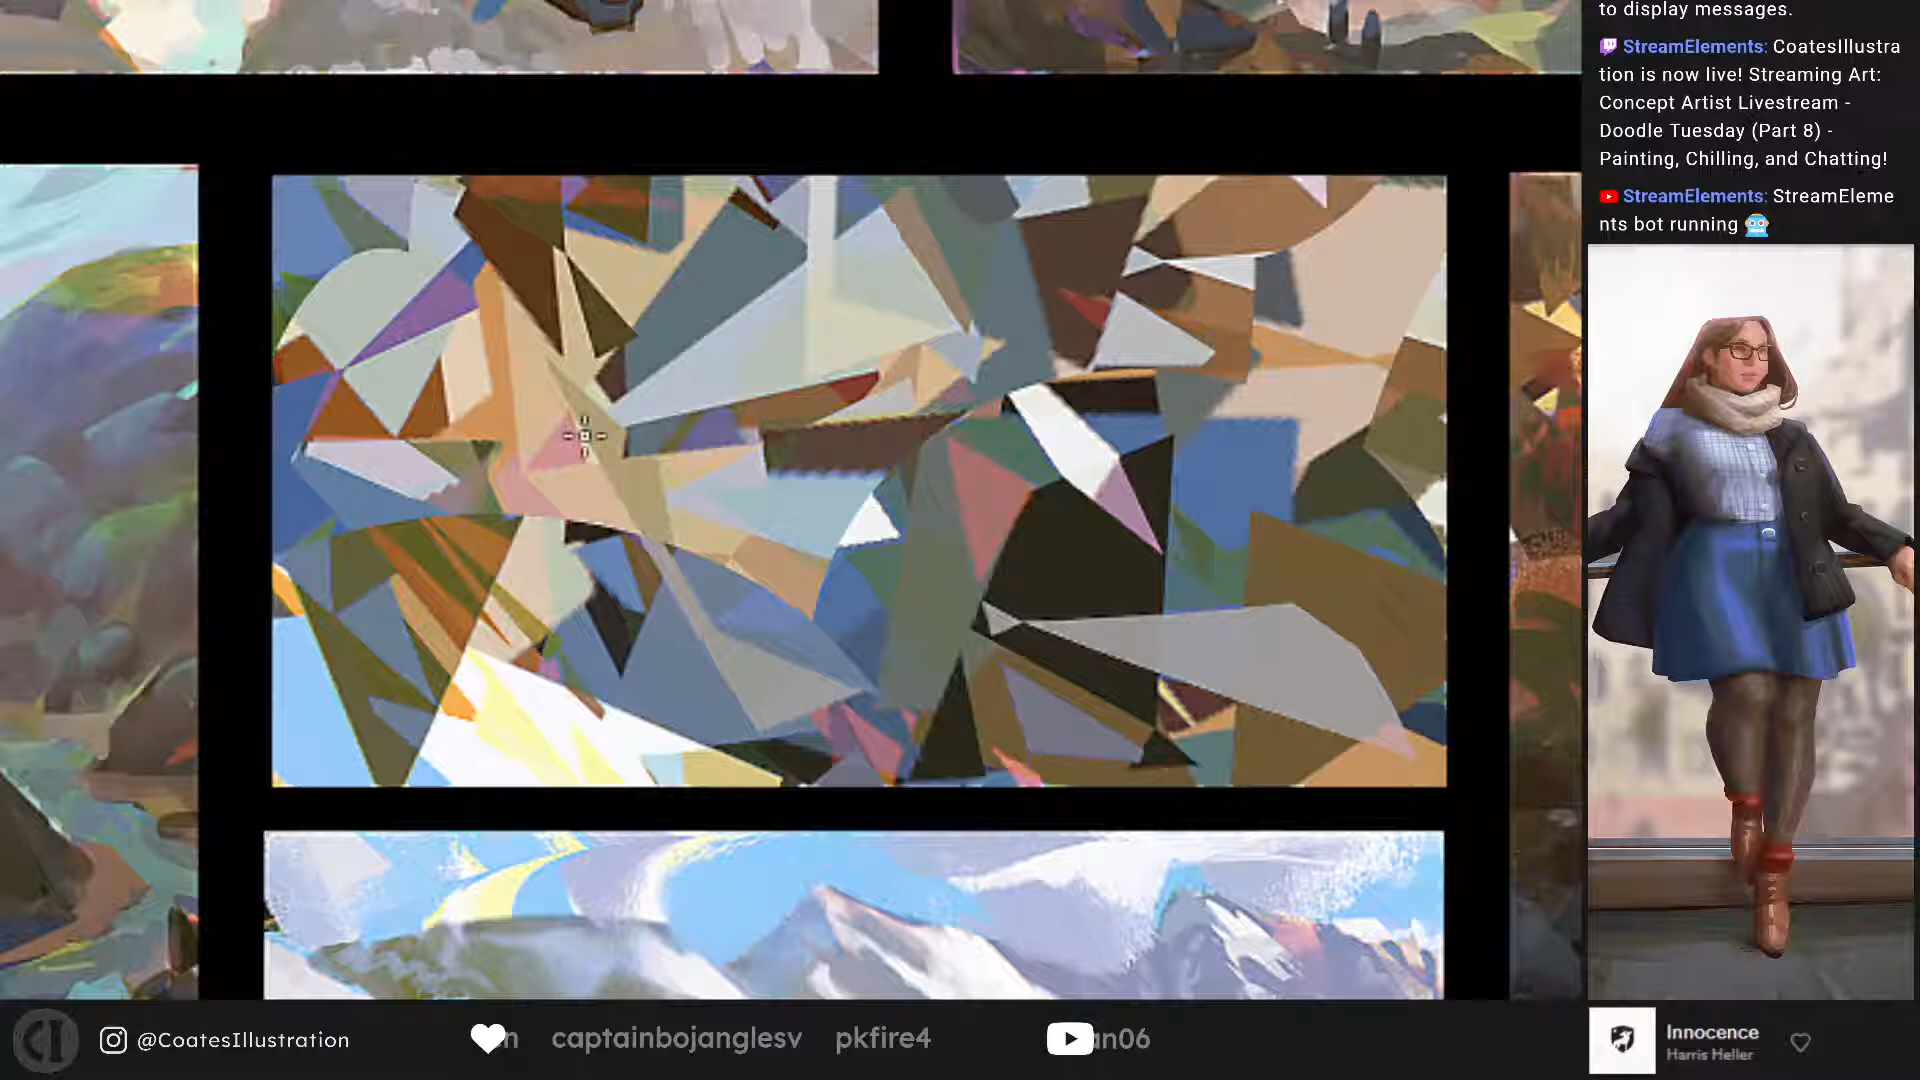 to display messages.
StreamElements: CoatesIllustra
tion is now live! Streaming Art:
Concept Artist Livestream -
Doodle Tuesday (Part 8) -
Painting, Chilling, and Chatting!
StreamElements: StreamEleme
nts bot running
@CoatesIllustration
captainbojanglesv
pkfire4
an06
Innocence
Harris Heller